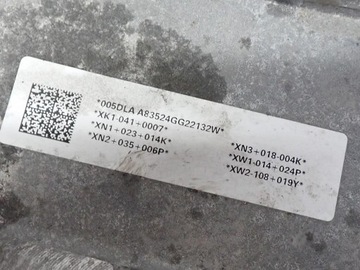 *005DLA A83524GG22132W*
*XK1-041+0007*
*XN1+023+014K*
*XN2+035+006P*
*XN3+018-004K*
*XW1-014+024P*
*XW2-108+019Y*